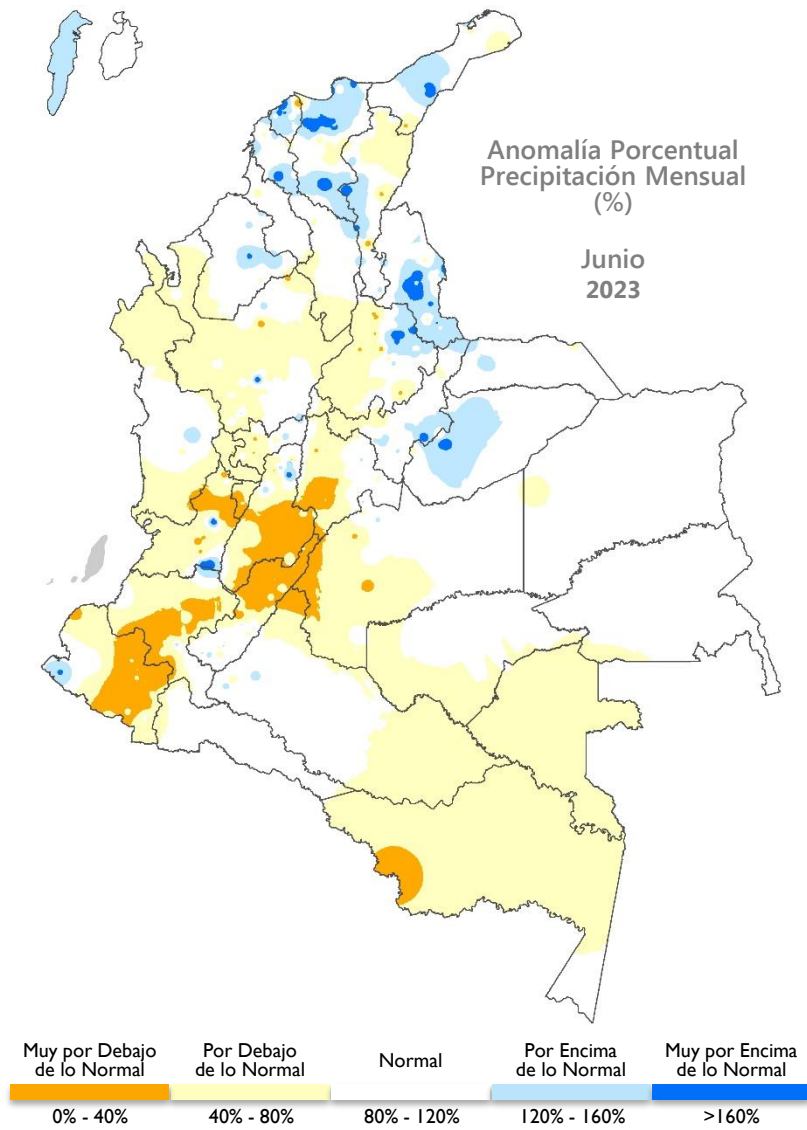 Anomalía Porcentual
Precipitación Mensual
(%)
Junio
2023
Muy por Debajo
de lo Normal
Por Debajo
de lo Normal
Normal
Por Encima
de lo Normal
Muy por Encima
de lo Normal
0% - 40%
40% - 80%
80% - 120%
120% - 160%
>160%